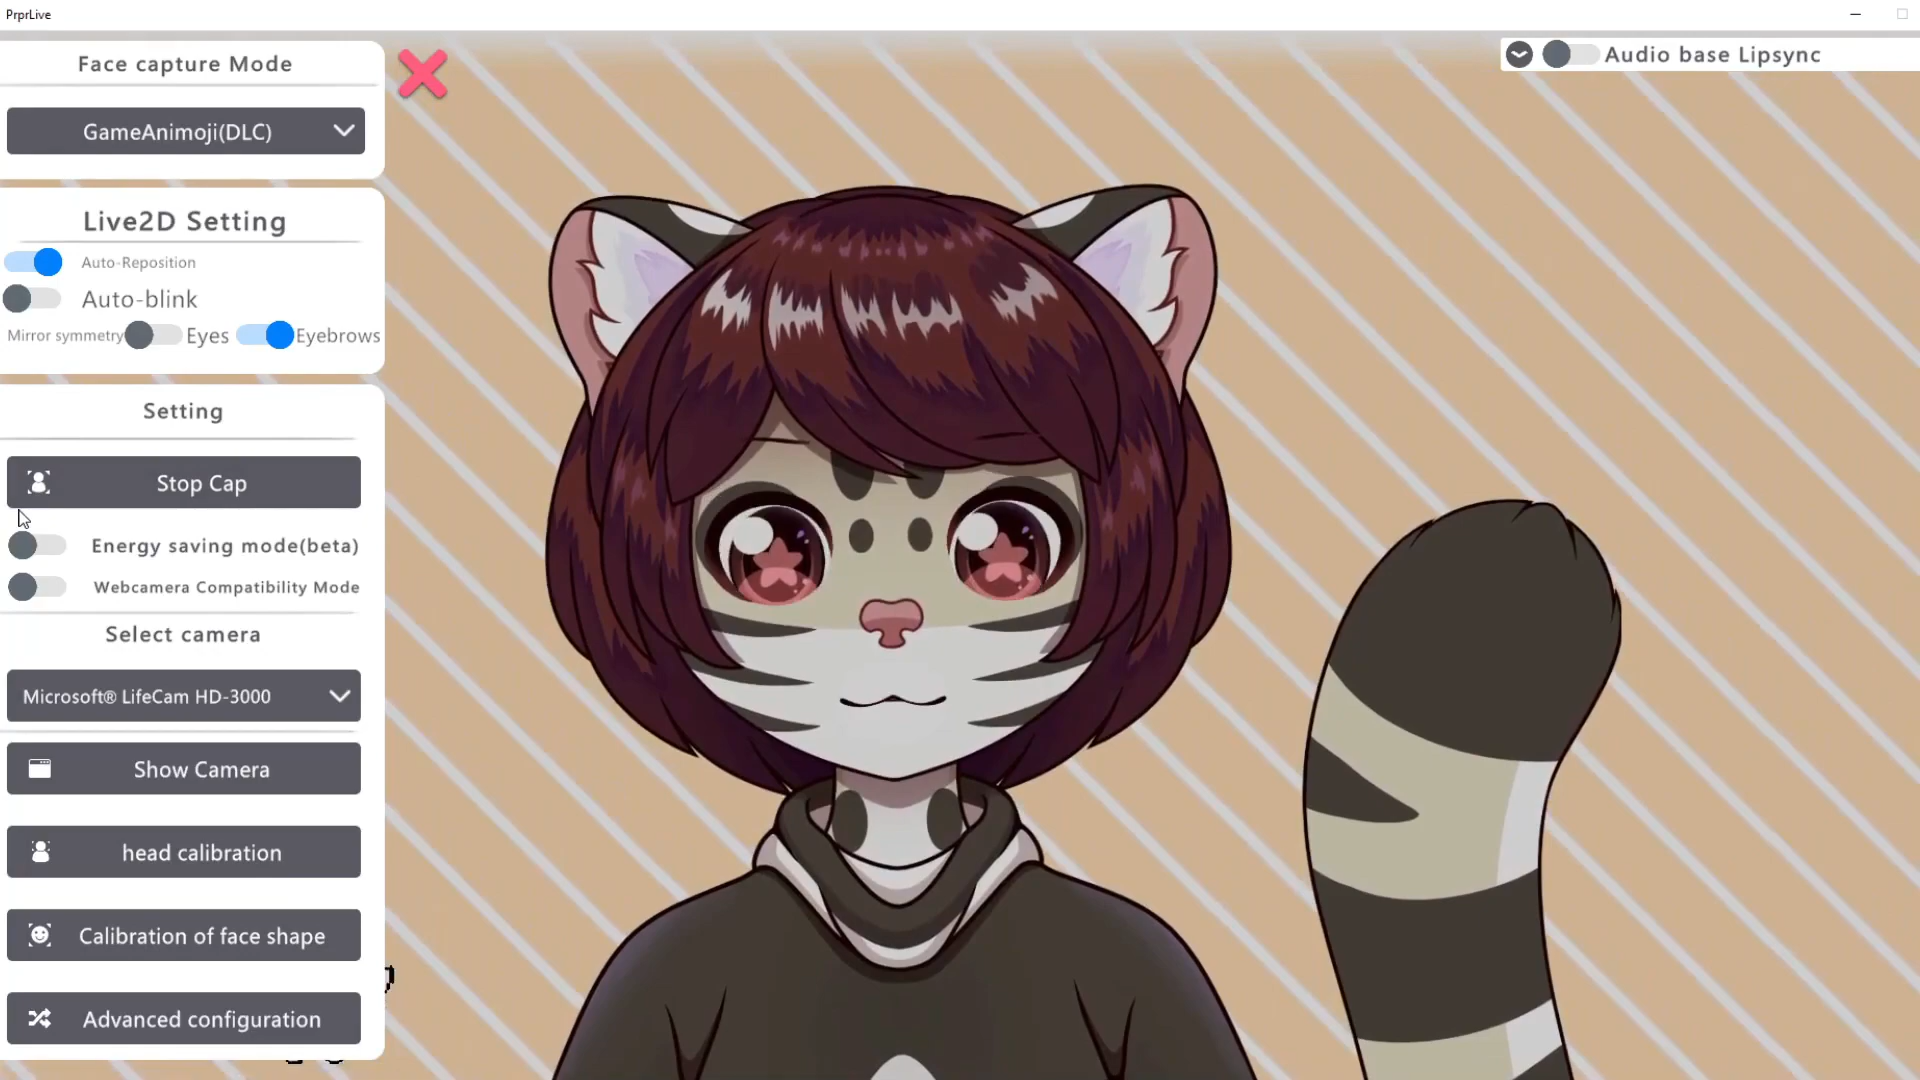 PrprLive
Face capture Mode
GameAnimoji(DLC)
Live2D Setting
Auto-Reposition
Auto-blink
Mirror symmetry Eyes Eyebrows
Setting
Stop Cap
Energy saving mode(beta)
Webcamera Compatibility Mode
Select camera
Microsoft® LifeCam HD-3000
Show Camera
head calibration
Calibration of face shape
Advanced configuration
Audio base Lipsync